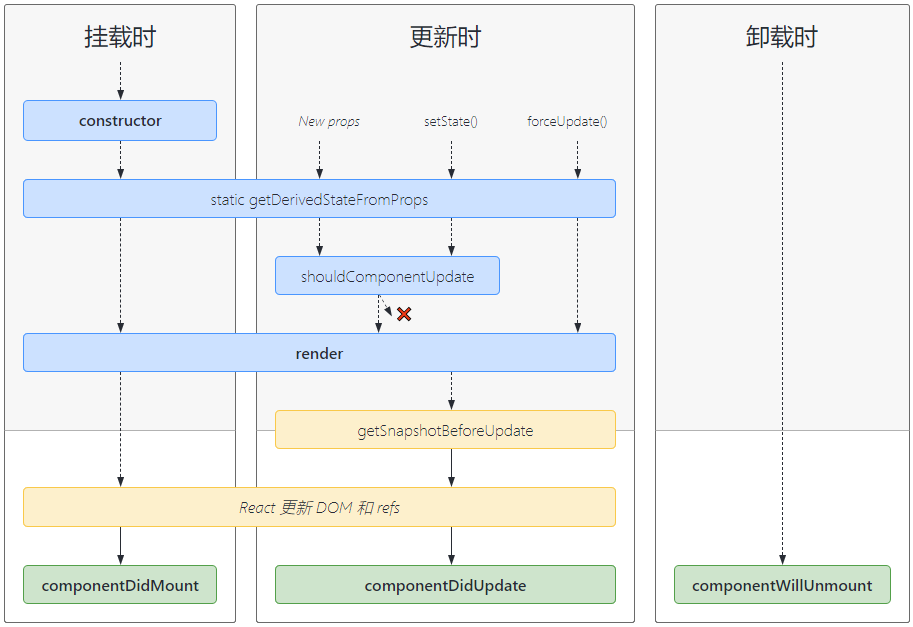 挂载时
更新时
卸载时
constructor
New props
setState()
forceUpdate()
static getDerivedStateFromProps
shouldComponentUpdate
render
getSnapshotBeforeUpdate
React 更新 DOM 和 refs
componentDidMount
componentDidUpdate
componentWillUnmount